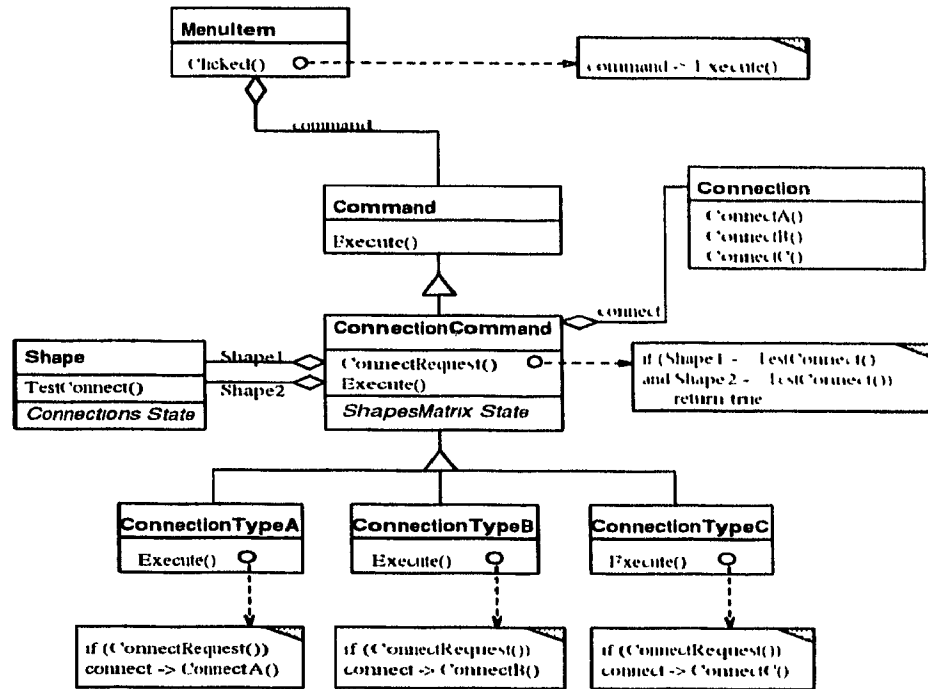 MenuItem
Clicked()
command -> Execute()
command
Command
Execute()
Connection
ConnectA()
ConnectB()
ConnectC()
connect
ConnectionCommand
ConnectRequest()
Execute()
ShapesMatrix State
Shape
TestConnect()
Connections State
Shape1
Shape2
if (Shape1 - TestConnect()
and Shape2 - TestConnect())
return true
ConnectionTypeA
Execute()
ConnectionTypeB
Execute()
ConnectionTypeC
Execute()
if (ConnectRequest())
connect -> ConnectA()
if (ConnectRequest())
connect -> ConnectB()
if (ConnectRequest())
connect -> ConnectC()